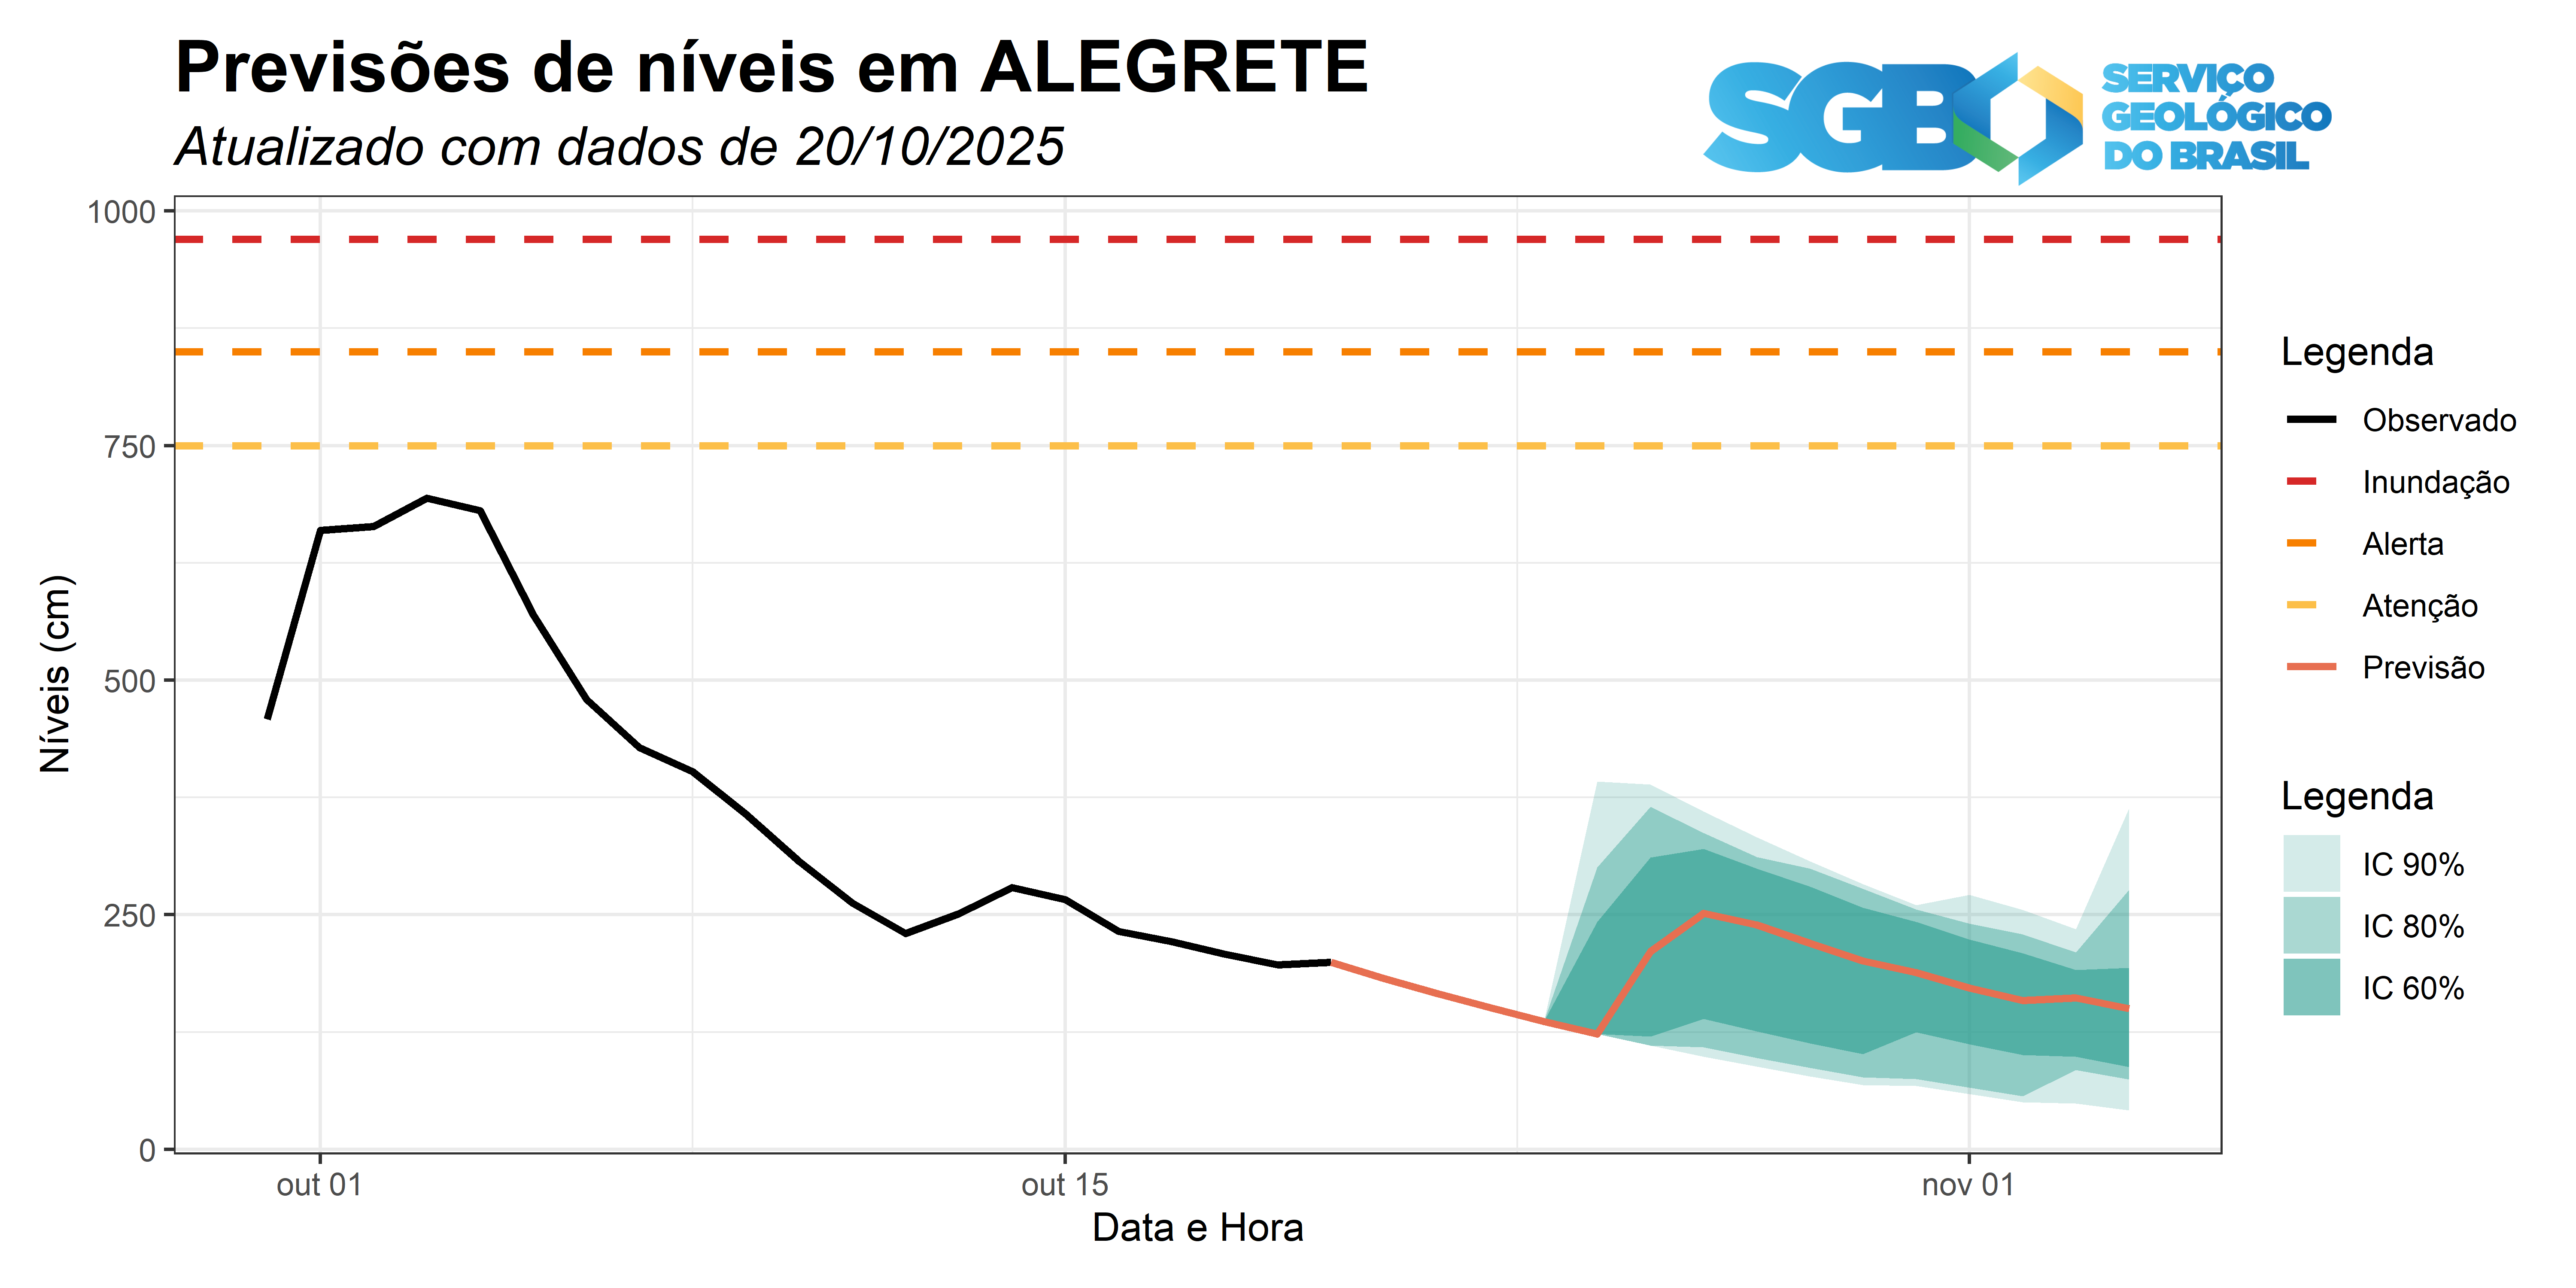 Previsões de níveis em ALEGRETE
Atualizado com dados de 20/10/2025
SGB
SERVIÇO
GEOLÓGICO
DO BRASIL
1000
750
500
250
0
Níveis (cm)
out 01
out 15
nov 01
Data e Hora
Legenda
Observado
Inundação
Alerta
Atenção
Previsão
Legenda
IC 90%
IC 80%
IC 60%